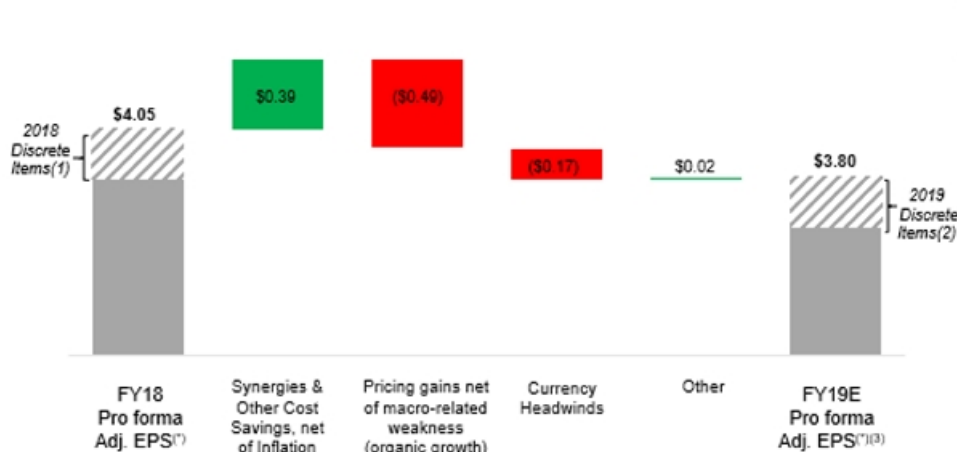 $4.05
2018
Discrete
Items(1)
$0.39
($0.49)
($0.17)
$0.02
$3.80
2019
Discrete
Items(2)
FY18
Pro forma
Adj. EPS(*)
Synergies &
Other Cost
Savings, net
of Inflation
Pricing gains net
of macro-related
weakness
(organic growth)
Currency
Headwinds
Other
FY19E
Pro forma
Adj. EPS(*)(3)